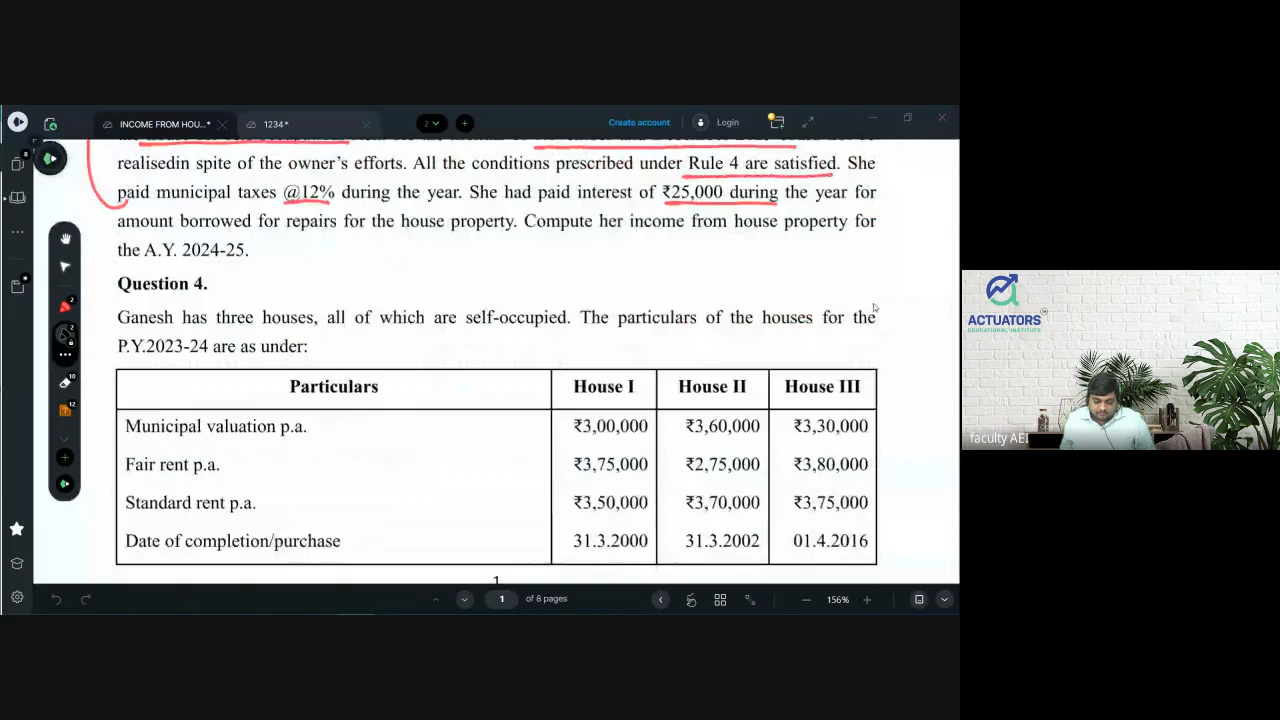 INCOME FROM HOU...*
1234*
2
Create account
Login
realisedin spite of the owner's efforts. All the conditions prescribed under Rule 4 are satisfied. She
paid municipal taxes @12% during the year. She had paid interest of ₹25,000 during the year for
amount borrowed for repairs for the house property. Compute her income from house property for
the A.Y. 2024-25.
Question 4.
Ganesh has three houses, all of which are self-occupied. The particulars of the houses for the
P.Y.2023-24 are as under:
Particulars House I House II House III
Municipal valuation p.a. ₹3,00,000 ₹3,60,000 ₹3,30,000
Fair rent p.a. ₹3,75,000 ₹2,75,000 ₹3,80,000
Standard rent p.a. ₹3,50,000 ₹3,70,000 ₹3,75,000
Date of completion/purchase 31.3.2000 31.3.2002 01.4.2016
1
1 of 8 pages
156%
ACTUATORS
EDUCATIONAL INSTITUTE
faculty AEI